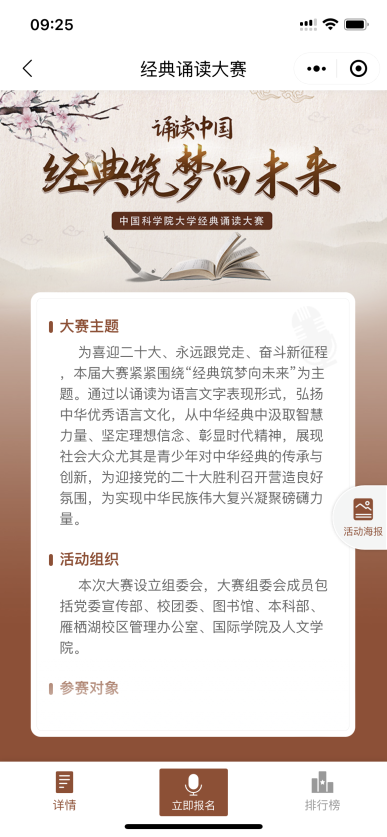 09:25
经典诵读大赛
诵读中国
经典筑梦向未来
中国科学院大学经典诵读大赛
大赛主题
为喜迎二十大、永远跟党走、奋斗新征程
，本届大赛紧紧围绕“经典筑梦向未来”为主
题。通过以诵读为语言文字表现形式，弘扬
中华优秀语言文化，从中华经典中汲取智慧
力量、坚定理想信念、彰显时代精神，展现
社会大众尤其是青少年对中华经典的传承与
创新，为迎接党的二十大胜利召开营造良好
氛围，为实现中华民族伟大复兴凝聚磅礴力
量。
活动海报
活动组织
本次大赛设立组委会，大赛组委会成员包
括党委宣传部、校团委、图书馆、本科部、
雁栖湖校区管理办公室、国际学院及人文学
院。
参赛对象
详情
立即报名
排行榜